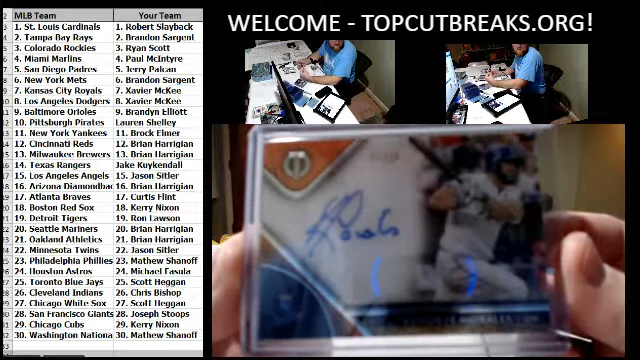 WELCOME - TOPCUTBREAKS.ORG!
MLB Team Your Team
1. St. Louis Cardinals 1. Robert Slayback
2. Tampa Bay Rays 2. Brandon Sargent
3. Colorado Rockies 3. Ryan Scott
4. Miami Marlins 4. Paul McIntyre
5. San Diego Padres 5. Terry Palcan
6. New York Mets 6. Brandon Sargent
7. Kansas City Royals 7. Xavier McKee
8. Los Angeles Dodgers 8. Xavier McKee
9. Baltimore Orioles 9. Brandyn Elliott
10. Pittsburgh Pirates Lauren Shelley
11. New York Yankees 11. Brock Elmer
12. Cincinnati Reds 12. Brian Harrigian
13. Milwaukee Brewers 13. Brian Harrigian
14. Texas Rangers Jake Kuykendall
15. Los Angeles Angels 15. Jason Sitler
16. Arizona Diamondbac 16. Brian Harrigian
17. Atlanta Braves 17. Curtis Flint
18. Boston Red Sox 18. Kerry Nixon
19. Detroit Tigers 19. Ron Lawson
20. Seattle Mariners 20. Brian Harrigian
21. Oakland Athletics 21. Brian Harrigian
22. Minnesota Twins 22. Jason Sitler
23. Philadelphia Phillies 23. Mathew Shanoff
24. Houston Astros 24. Michael Fasula
25. Toronto Blue Jays 25. Scott Heggan
26. Cleveland Indians 26. Chris Bishop
27. Chicago White Sox 27. Scott Heggan
28. San Francisco Giants 28. Joseph Stoops
29. Chicago Cubs 29. Kerry Nixon
30. Washington Nationa 30. Mathew Shanoff